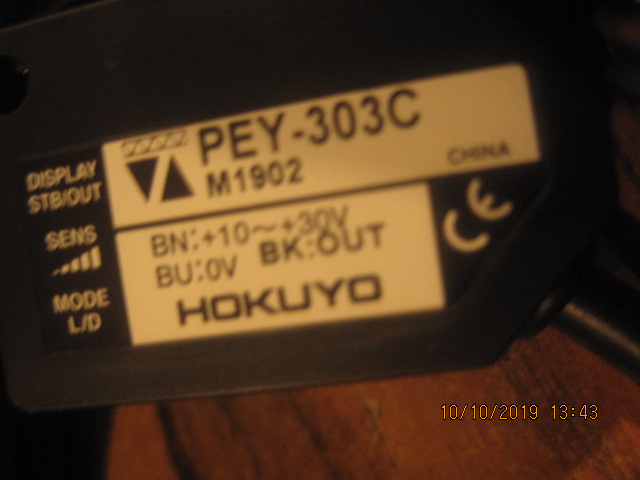 DISPLAY
STB/OUT
SENS
MODE
L/D
PEY-303C
M1902
CHINA
BN:+10～+30V
BK:OUT
BU:0V
HOKUYO
CE
10/10/2019 13:43